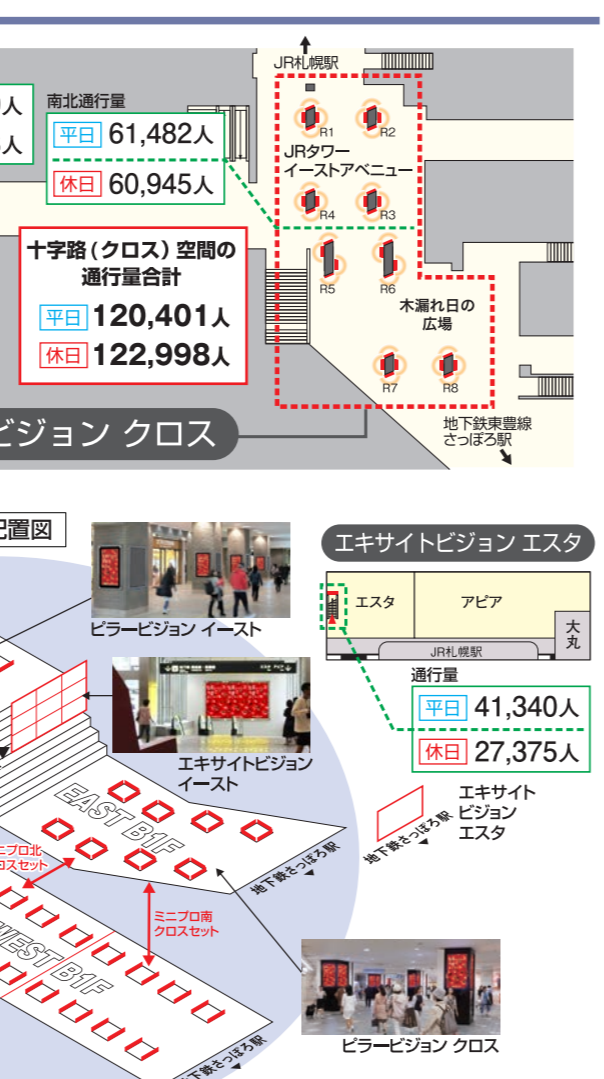 JR札幌駅
人
人
南北通行量
平日 61,482人
休日 60,945人
R1
R2
JRタワー
イーストアベニュー
R4
R3
R5
R6
木漏れ日の
広場
R7
R8
十字路(クロス)空間の
通行量合計
平日 120,401人
休日 122,998人
ビジョン クロス
地下鉄東豊線
さっぽろ駅
配置図
ピラービジョン イースト
エキサイトビジョン
イースト
EAST B1F
地下鉄さっぽろ駅
ニプロ北
ロスセット
ミニプロ南
クロスセット
WEST B1F
地下鉄さっぽろ駅
ピラービジョン クロス
エキサイトビジョン エスタ
エスタ
アピア
大丸
JR札幌駅
通行量
平日 41,340人
休日 27,375人
エキサイト
ビジョン
エスタ
地下鉄さっぽろ駅